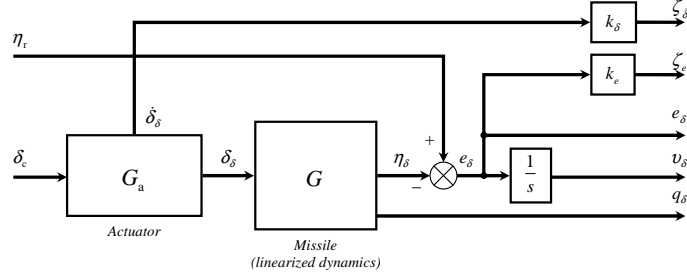 k_δ ζ_δ
η_r
k_e ζ_e
δ̇_δ
+ e_δ
δ_c G_a δ_δ G η_δ − e_δ 1/s υ_δ
q_δ
Actuator
Missile
(linearized dynamics)